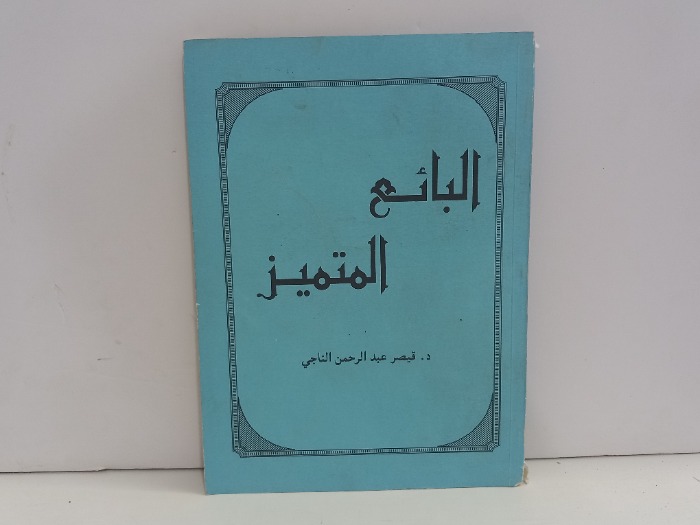 البائع
المتميز
د. قيصر عبد الرحمن الناجي